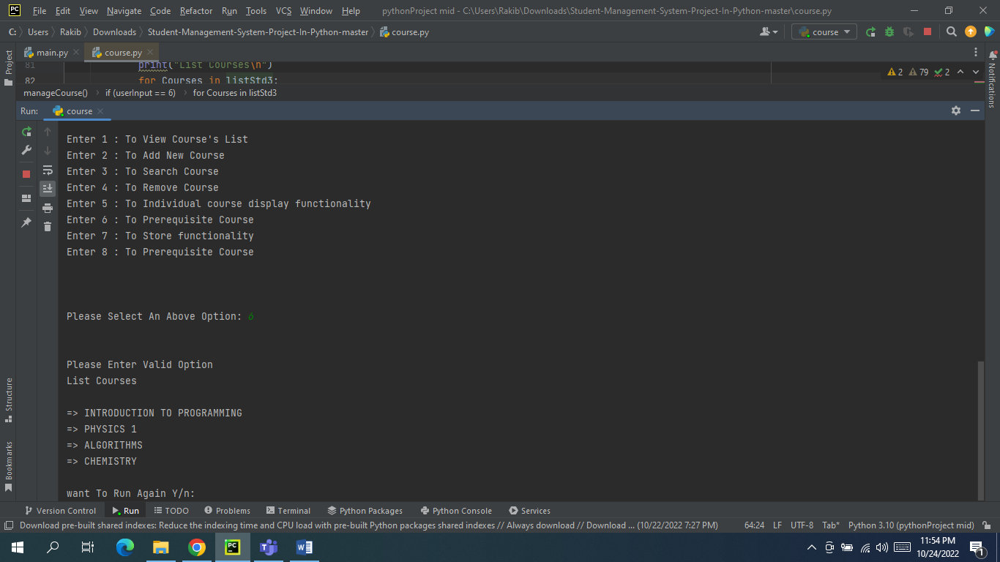 PC File Edit View Navigate Code Refactor Run Tools VCS Window Help pythonProject mid - C:\Users\Rakib\Downloads\Student-Management-System-Project-In-Python-master\course.py
C: Users Rakib Downloads Student-Management-System-Project-In-Python-master course.py course
Project
main.py course.py
Notifications
81 print("List Courses\n")
82 for Courses in listStd3:
2 79 2
manageCourse() if (userInput == 6) for Courses in listStd3
Run: course
Enter 1 : To View Course's List
Enter 2 : To Add New Course
Enter 3 : To Search Course
Enter 4 : To Remove Course
Enter 5 : To Individual course display functionality
Enter 6 : To Prerequisite Course
Enter 7 : To Store functionality
Enter 8 : To Prerequisite Course
Please Select An Above Option: 6
Please Enter Valid Option
List Courses
=> INTRODUCTION TO PROGRAMMING
=> PHYSICS 1
=> ALGORITHMS
=> CHEMISTRY
want To Run Again Y/n:
Structure
Bookmarks
Version Control Run TODO Problems Terminal Python Packages Python Console Services
Download pre-built shared indexes: Reduce the indexing time and CPU load with pre-built Python packages shared indexes // Always download // Download ... (10/22/2022 7:27 PM) 64:24 LF UTF-8 Tab* Python 3.10 (pythonProject mid)
PC
11:54 PM
10/24/2022
1